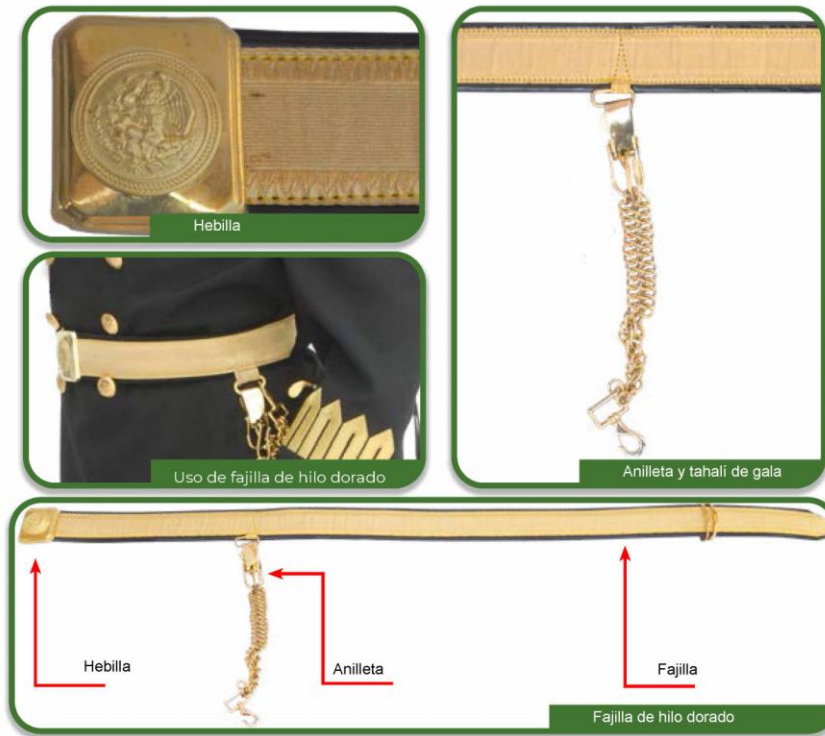 Hebilla
Uso de fajilla de hilo dorado
Anilleta y tahalí de gala
Hebilla
Anilleta
Fajilla
Fajilla de hilo dorado